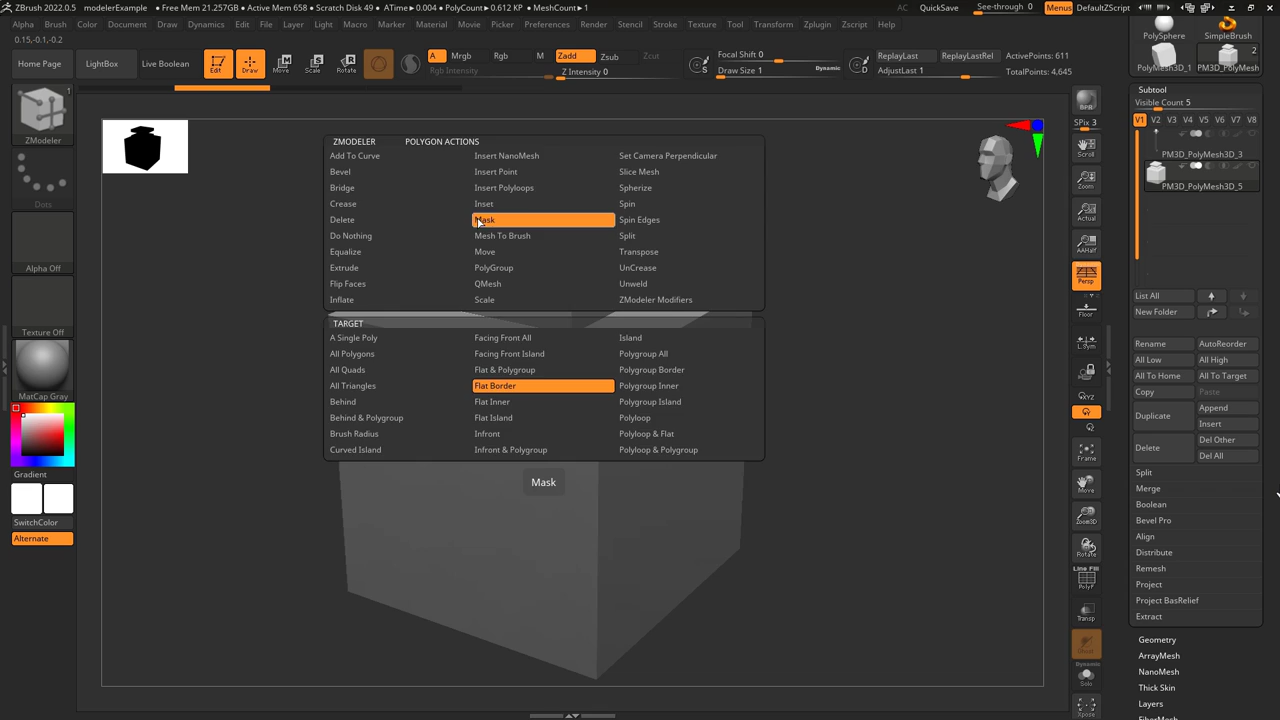 ZBrush 2022.0.5 modelerExample • Free Mem 21.257GB • Active Mem 658 • Scratch Disk 49 • ATime►0.004 • PolyCount►0.612 KP • MeshCount►1 AC QuickSave See-through 0 Menus DefaultZScript
Alpha Brush Color Document Draw Dynamics Edit File Layer Light Macro Marker Material Movie Picker Preferences Render Stencil Stroke Texture Tool Transform Zplugin Zscript Help
0.15,-0.1,-0.2
Home Page LightBox Live Boolean Edit Draw Move Scale Rotate
A Mrgb Rgb M Zadd Zsub Zcut
Rgb Intensity Z Intensity 0
Focal Shift 0
Draw Size 1 Dynamic
S D
ReplayLast ReplayLastRel ActivePoints: 611
AdjustLast 1 TotalPoints: 4,645
1
ZModeler
Dots
Alpha Off
Texture Off
MatCap Gray
Gradient
SwitchColor
Alternate
ZMODELER POLYGON ACTIONS
Add To Curve Insert NanoMesh Set Camera Perpendicular
Bevel Insert Point Slice Mesh
Bridge Insert Polyloops Spherize
Crease Inset Spin
Delete Mask Spin Edges
Do Nothing Mesh To Brush Split
Equalize Move Transpose
Extrude PolyGroup UnCrease
Flip Faces QMesh Unweld
Inflate Scale ZModeler Modifiers
TARGET
A Single Poly Facing Front All Island
All Polygons Facing Front Island Polygroup All
All Quads Flat & Polygroup Polygroup Border
All Triangles Flat Border Polygroup Inner
Behind Flat Inner Polygroup Island
Behind & Polygroup Flat Island Polyloop
Brush Radius Infront Polyloop & Flat
Curved Island Infront & Polygroup Polyloop & Polygroup
Mask
BPR
SPix 3
Scroll
Zoom
Actual
AAHalf
Persp
Floor
L.Sym
XYZ
Y
Z
Frame
Move
Zoom3D
Rotate
Line Fill
PolyF
Transp
Ghost
Dynamic
Solo
Xpose
PolySphere SimpleBrush
2
PolyMesh3D_1 PM3D_PolyMesh
Subtool
Visible Count 5
V1 V2 V3 V4 V5 V6 V7 V8
PM3D_PolyMesh3D_3
PM3D_PolyMesh3D_5
List All
New Folder
Rename AutoReorder
All Low All High
All To Home All To Target
Copy Paste
Duplicate Append
Insert
Delete Del Other
Del All
Split
Merge
Boolean
Bevel Pro
Align
Distribute
Remesh
Project
Project BasRelief
Extract
Geometry
ArrayMesh
NanoMesh
Thick Skin
Layers
FiberMesh